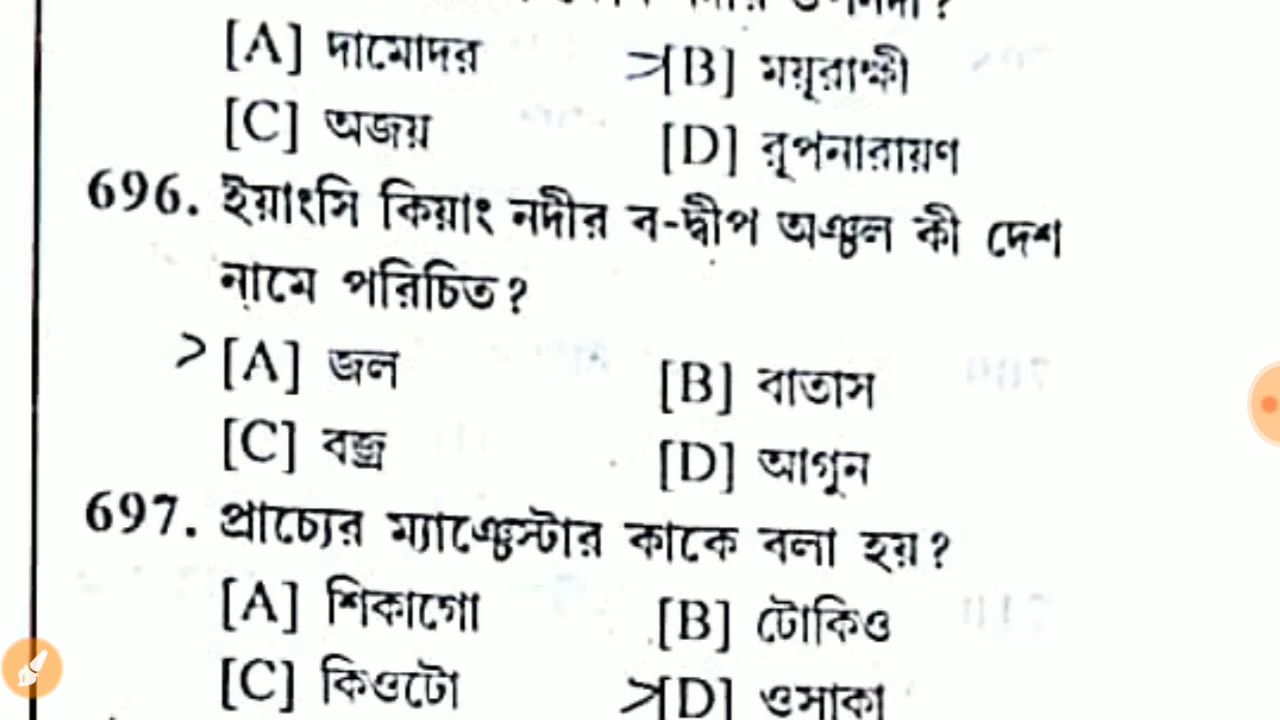 [A] দামোদর [B] ময়ূরাক্ষী
[C] অজয় [D] রূপনারায়ণ
696. ইয়াংসি কিয়াং নদীর ব-দ্বীপ অঞ্চল কী দেশ
নামে পরিচিত?
>[A] জল [B] বাতাস
[C] বজ্র [D] আগুন
697. প্রাচ্যের ম্যাঞ্চেস্টার কাকে বলা হয়?
[A] শিকাগো [B] টোকিও
[C] কিওটো [D] ওসাকা